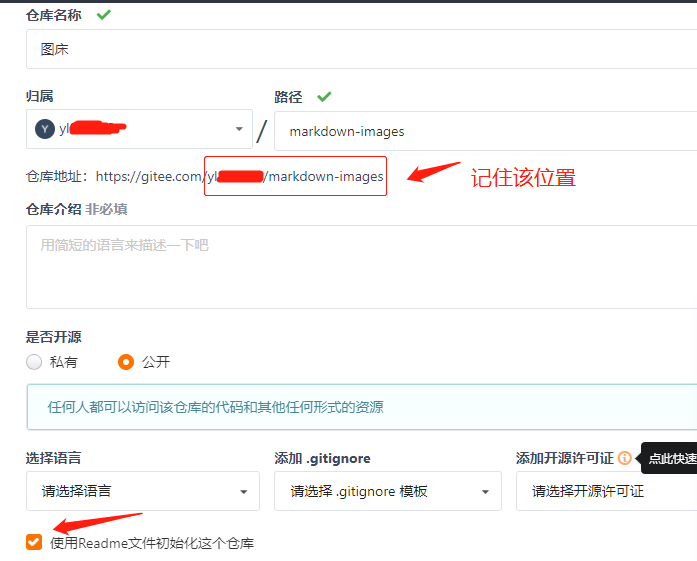 仓库名称
图床
归属 路径
Y yl / markdown-images
仓库地址：https://gitee.com/yl /markdown-images 记住该位置
仓库介绍 非必填
用简短的语言来描述一下吧
是否开源
私有 公开
任何人都可以访问该仓库的代码和其他任何形式的资源
选择语言 添加 .gitignore 添加开源许可证 点此快速
请选择语言 请选择 .gitignore 模板 请选择开源许可证
使用Readme文件初始化这个仓库